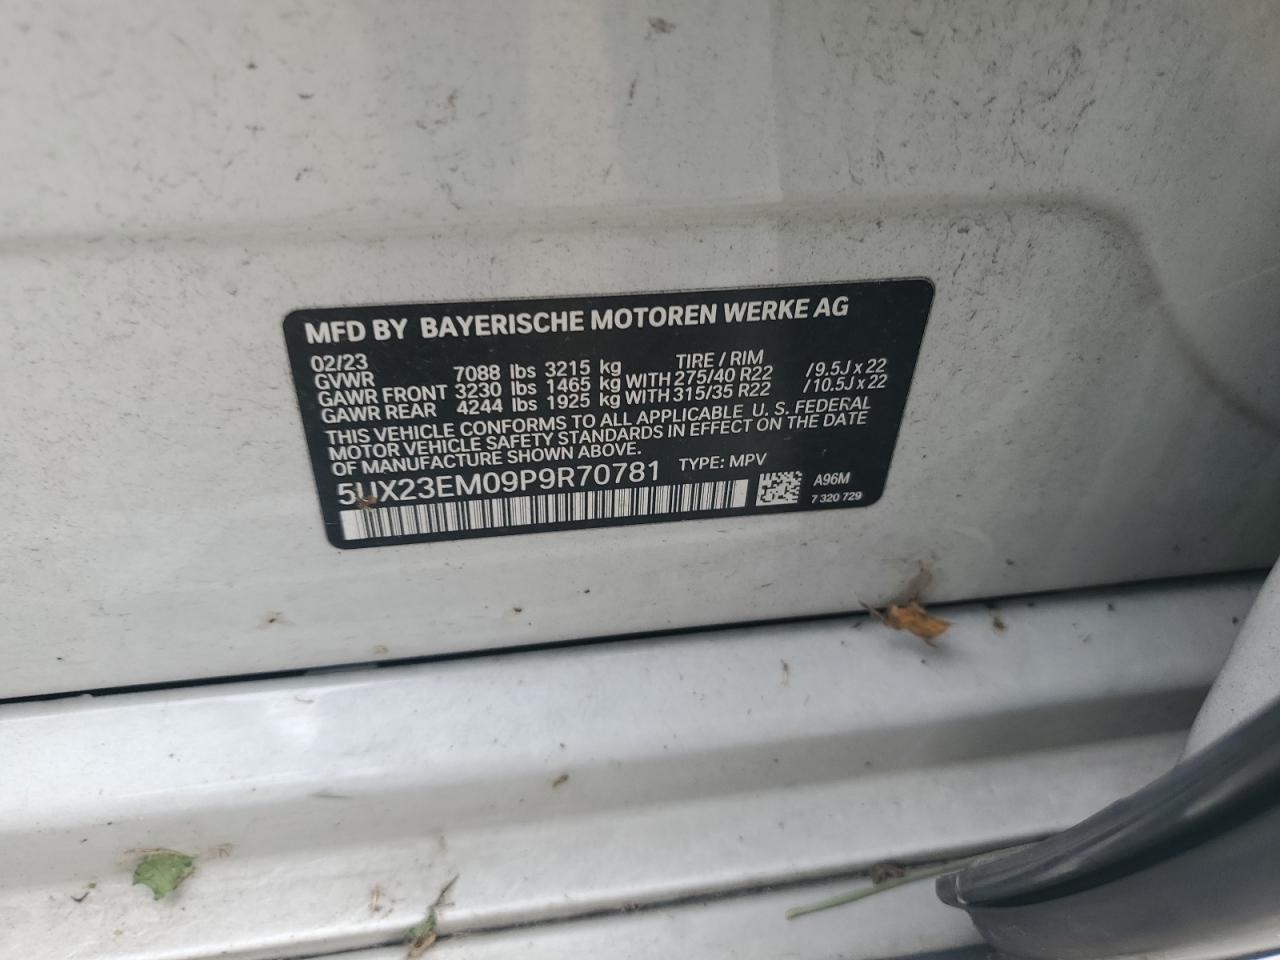 MFD BY BAYERISCHE MOTOREN WERKE AG
02/23 TIRE / RIM
GVWR 7088 lbs 3215 kg
GAWR FRONT 3230 lbs 1465 kg WITH 275/40 R22 /9.5J x 22
GAWR REAR 4244 lbs 1925 kg WITH 315/35 R22 /10.5J x 22
THIS VEHICLE CONFORMS TO ALL APPLICABLE U. S. FEDERAL
MOTOR VEHICLE SAFETY STANDARDS IN EFFECT ON THE DATE
OF MANUFACTURE SHOWN ABOVE.
5UX23EM09P9R70781 TYPE: MPV
A96M
7 320 729